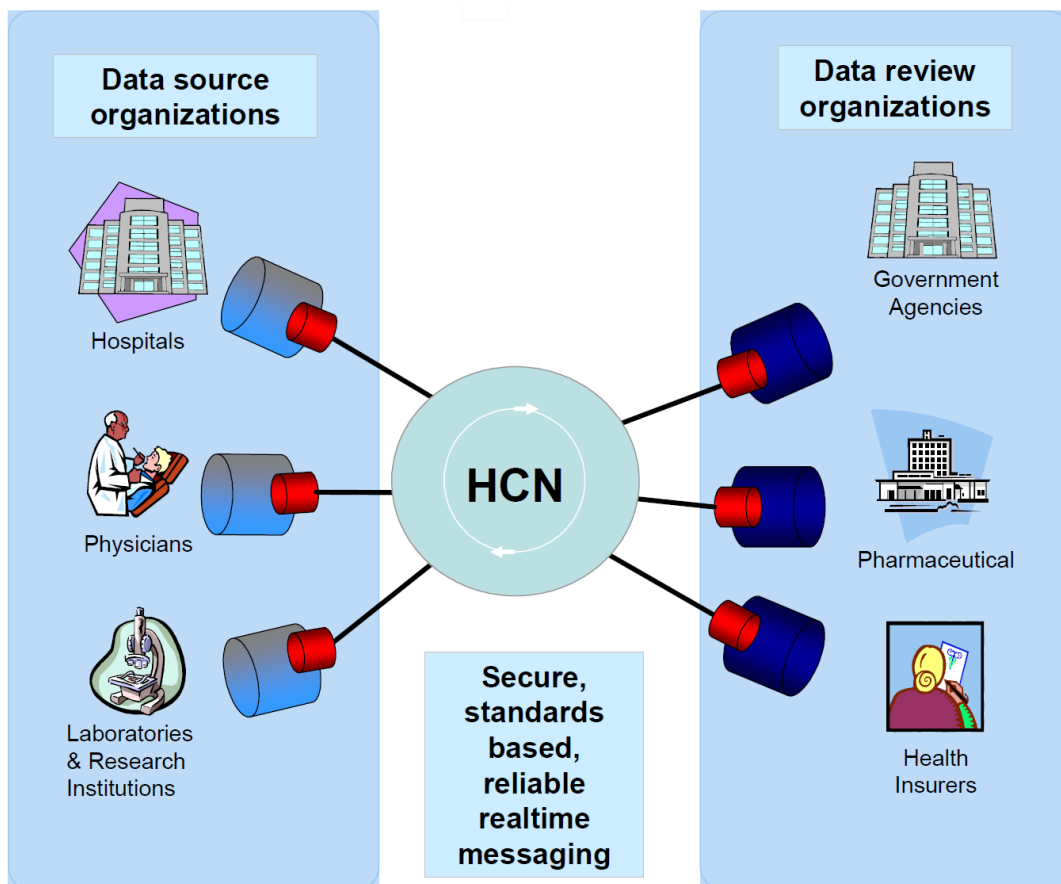 Data source
organizations
Hospitals
Physicians
Laboratories
& Research
Institutions
HCN
Secure,
standards
based,
reliable
realtime
messaging
Data review
organizations
Government
Agencies
Pharmaceutical
Health
Insurers